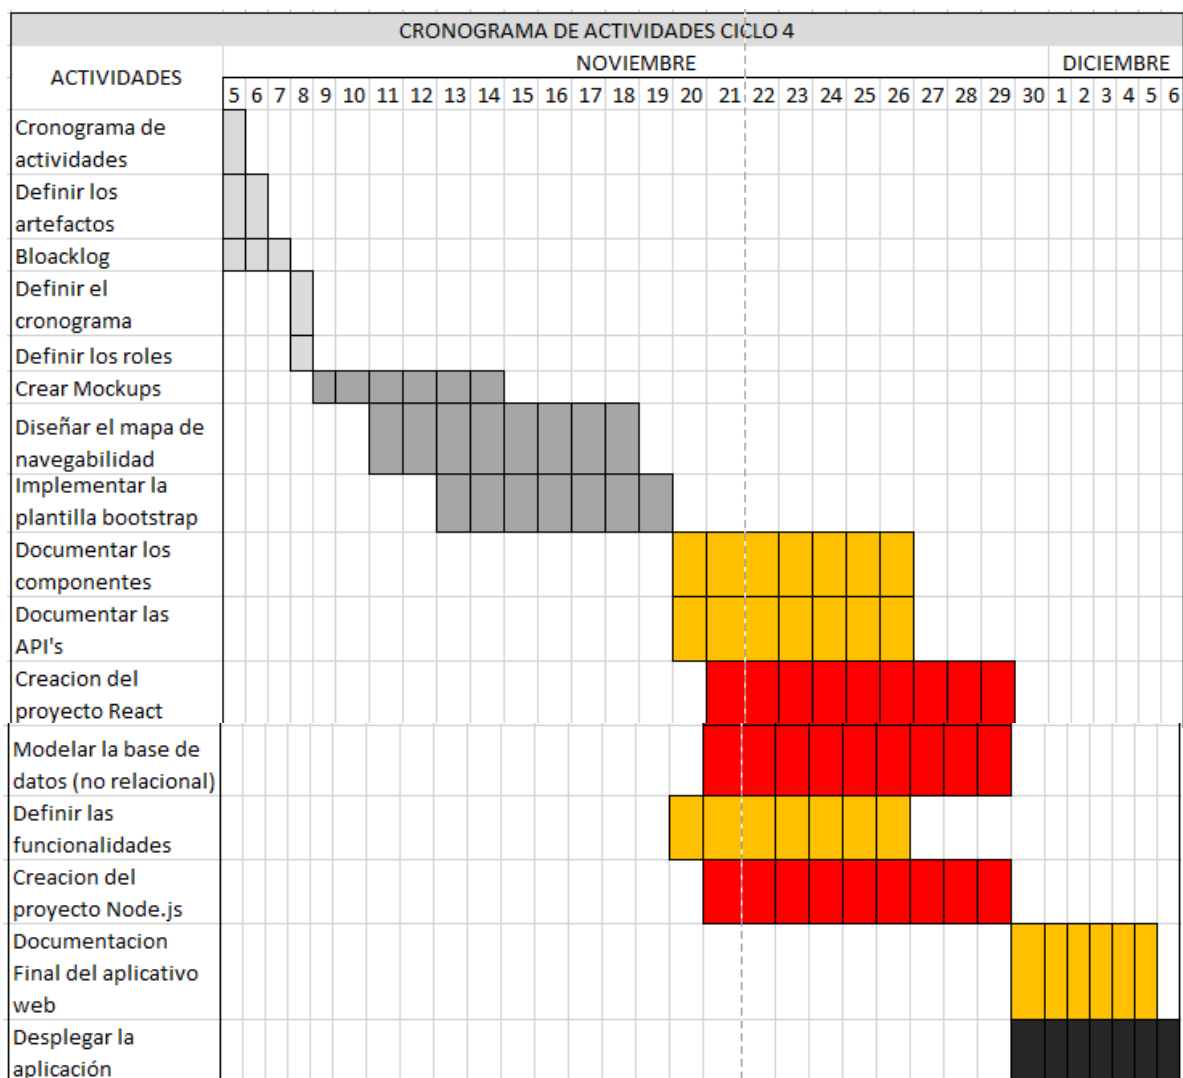 CRONOGRAMA DE ACTIVIDADES CICLO 4
ACTIVIDADES
NOVIEMBRE
DICIEMBRE
5 6 7 8 9 10 11 12 13 14 15 16 17 18 19 20 21 22 23 24 25 26 27 28 29 30 1 2 3 4 5 6
Cronograma de
actividades
Definir los
artefactos
Bloacklog
Definir el
cronograma
Definir los roles
Crear Mockups
Diseñar el mapa de
navegabilidad
Implementar la
plantilla bootstrap
Documentar los
componentes
Documentar las
API's
Creacion del
proyecto React
Modelar la base de
datos (no relacional)
Definir las
funcionalidades
Creacion del
proyecto Node.js
Documentacion
Final del aplicativo
web
Desplegar la
aplicación